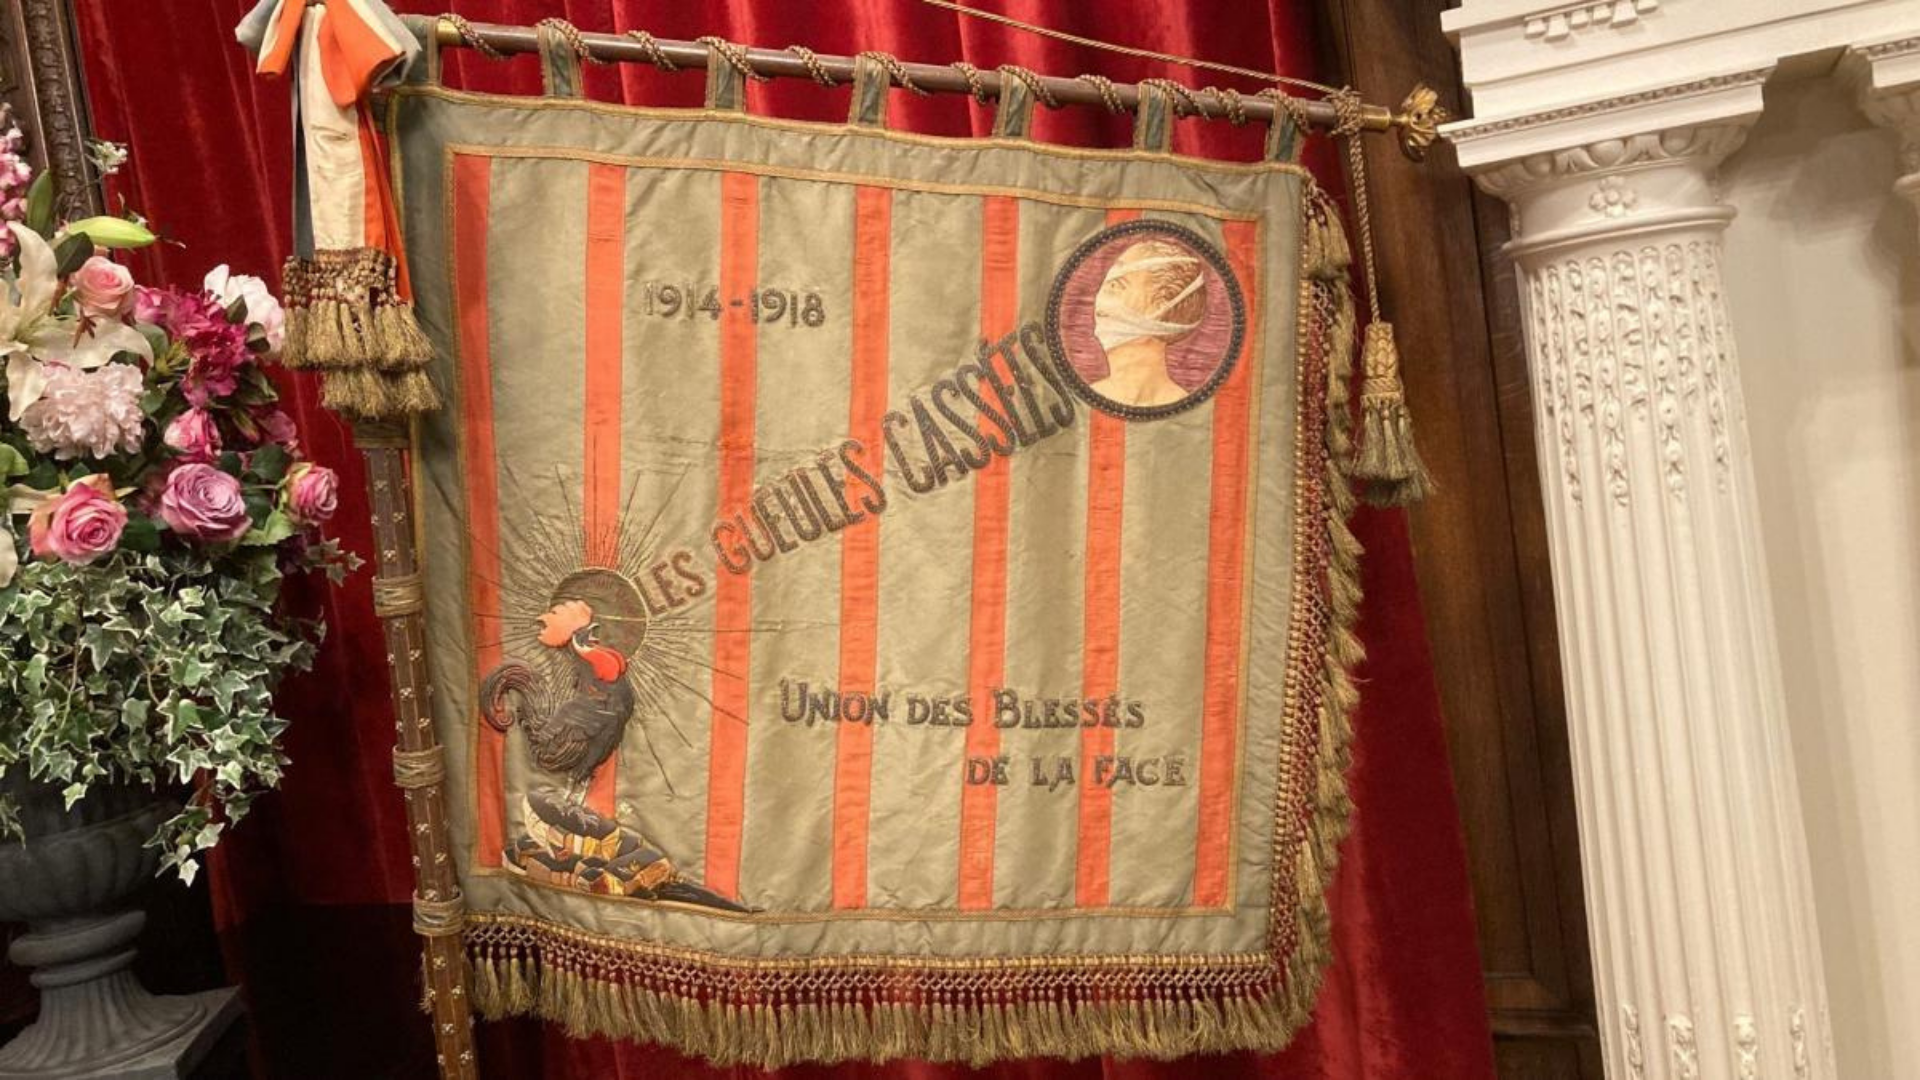 1914-1918
LES GUEULES CASSÉES
UNION DES BLESSÉS
DE LA FACE